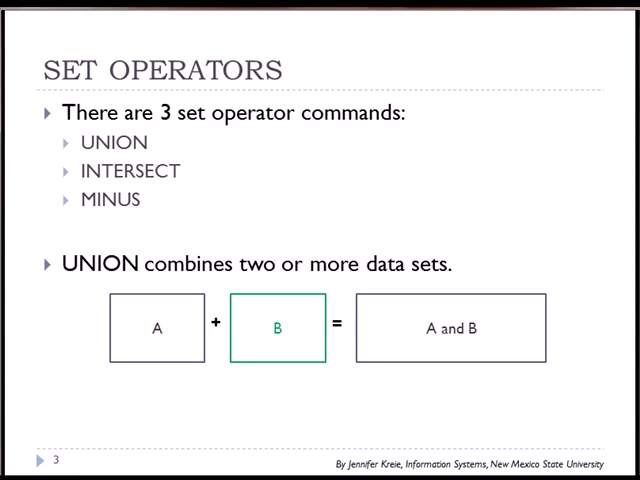 SET OPERATORS
There are 3 set operator commands:
UNION
INTERSECT
MINUS
UNION combines two or more data sets.
A + B = A and B
3
By Jennifer Kreie, Information Systems, New Mexico State University